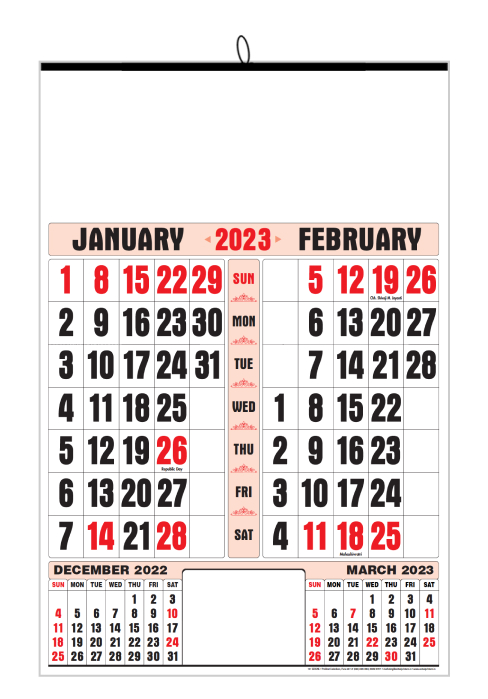 JANUARY 2023 FEBRUARY
1 8 15 22 29 SUN 5 12 19 26
Ch. Shivaji M. Jayanti
2 9 16 23 30 MON 6 13 20 27
3 10 17 24 31 TUE 7 14 21 28
4 11 18 25 WED 1 8 15 22
5 12 19 26 THU 2 9 16 23
Republic Day
6 13 20 27 FRI 3 10 17 24
7 14 21 28 SAT 4 11 18 25
Mahashivratri
DECEMBER 2022 MARCH 2023
SUN MON TUE WED THU FRI SAT SUN MON TUE WED THU FRI SAT
1 2 3 1 2 3 4
4 5 6 7 8 9 10 5 6 7 8 9 10 11
11 12 13 14 15 16 17 12 13 14 15 16 17 18
18 19 20 21 22 23 24 19 20 21 22 23 24 25
25 26 27 28 29 30 31 26 27 28 29 30 31